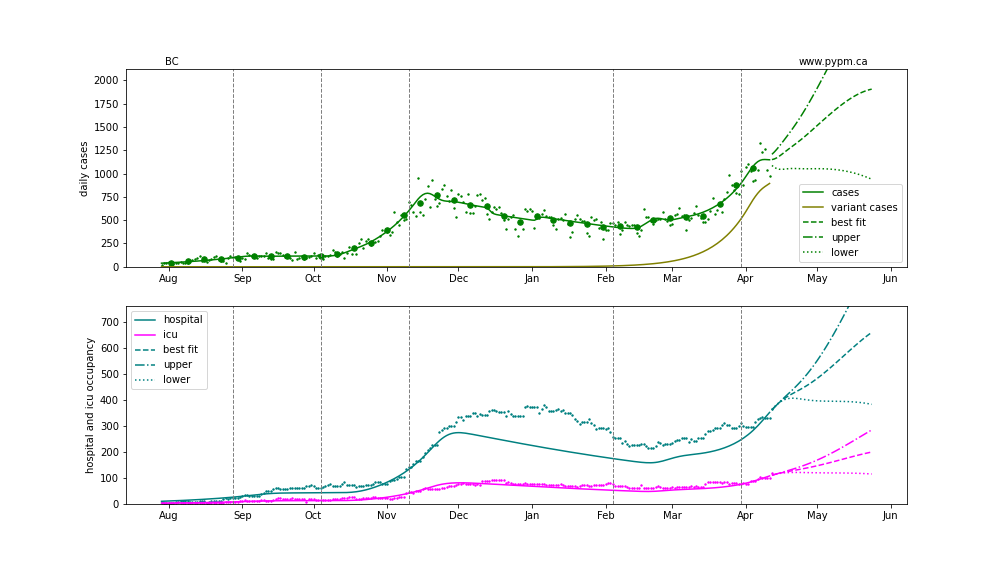 BC
www.pypm.ca
daily cases
2000
1750
1500
1250
1000
750
500
250
0
cases
variant cases
best fit
upper
lower
Aug Sep Oct Nov Dec Jan Feb Mar Apr May Jun
hospital and icu occupancy
700
600
500
400
300
200
100
0
hospital
icu
best fit
upper
lower
Aug Sep Oct Nov Dec Jan Feb Mar Apr May Jun